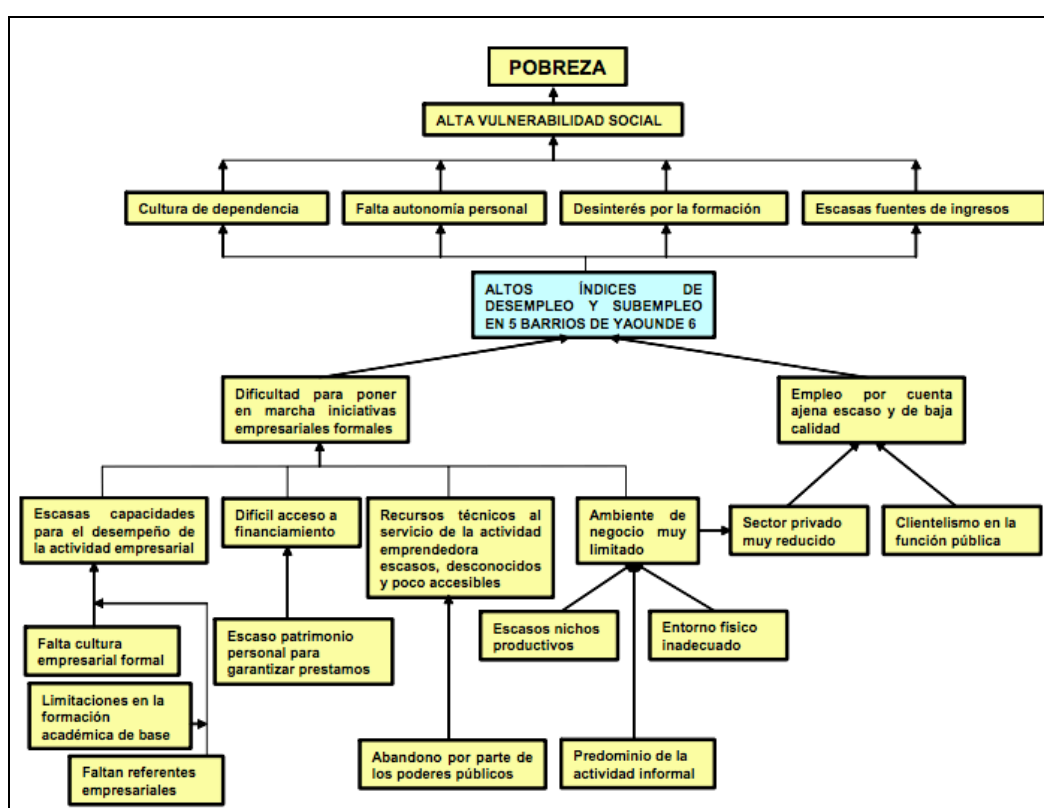 POBREZA
ALTA VULNERABILIDAD SOCIAL
Cultura de dependencia
Falta autonomía personal
Desinterés por la formación
Escasas fuentes de ingresos
ALTOS ÍNDICES DE
DESEMPLEO Y SUBEMPLEO
EN 5 BARRIOS DE YAOUNDE 6
Dificultad para poner
en marcha iniciativas
empresariales formales
Empleo por cuenta
ajena escaso y de baja
calidad
Escasas capacidades
para el desempeño de
la actividad empresarial
Difícil acceso a
financiamiento
Recursos técnicos al
servicio de la actividad
emprendedora
escasos, desconocidos
y poco accesibles
Ambiente de
negocio muy
limitado
Sector privado
muy reducido
Clientelismo en la
función pública
Falta cultura
empresarial formal
Escaso patrimonio
personal para
garantizar prestamos
Escasos nichos
productivos
Entorno físico
inadecuado
Limitaciones en la
formación
académica de base
Faltan referentes
empresariales
Abandono por parte de
los poderes públicos
Predominio de la
actividad informal